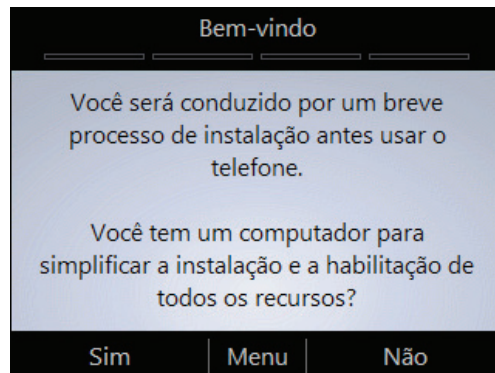 Bem-vindo
Você será conduzido por um breve
processo de instalação antes usar o
telefone.
Você tem um computador para
simplificar a instalação e a habilitação de
todos os recursos?
Sim Menu Não